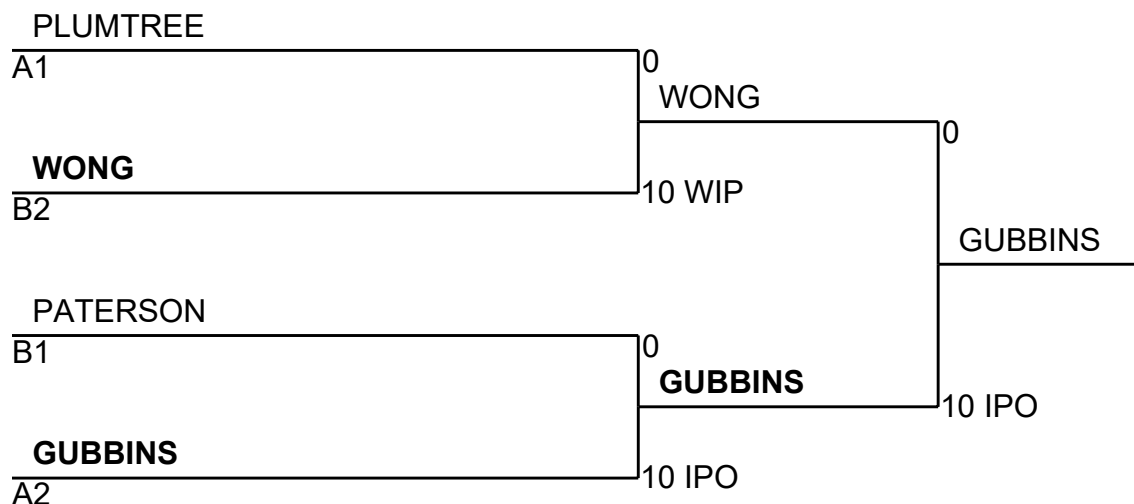 PLUMTREE
A1
0
WONG
0
WONG
10 WIP
B2
GUBBINS
PATERSON
B1
0
GUBBINS
10 IPO
GUBBINS
10 IPO
A2